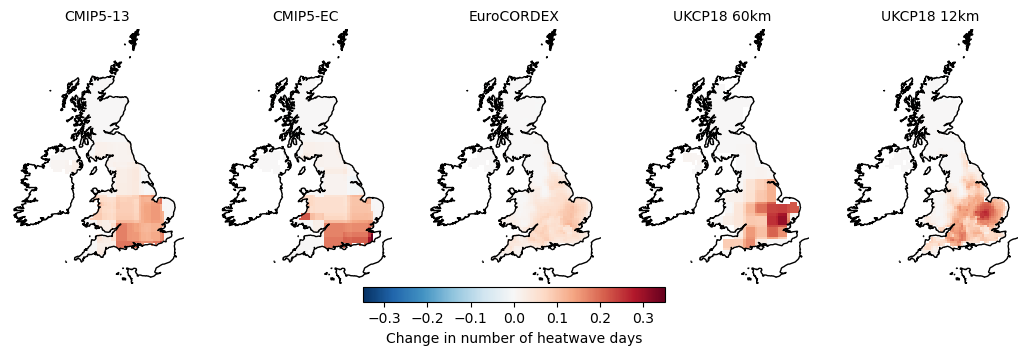 CMIP5-13 CMIP5-EC EuroCORDEX UKCP18 60km UKCP18 12km
−0.3 −0.2 −0.1 0.0 0.1 0.2 0.3
Change in number of heatwave days